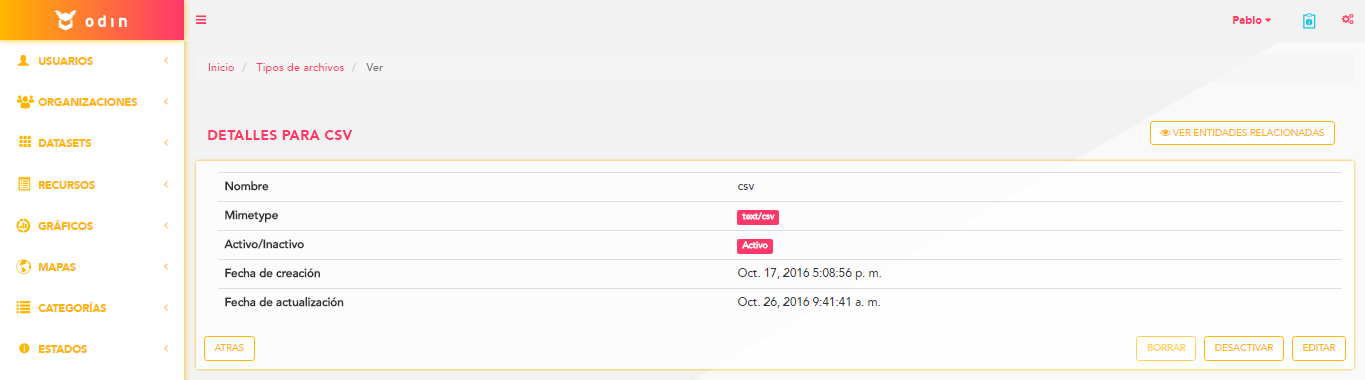 odin
Pablo
USUARIOS
ORGANIZACIONES
DATASETS
RECURSOS
GRÁFICOS
MAPAS
CATEGORÍAS
ESTADOS
Inicio / Tipos de archivos / Ver
DETALLES PARA CSV
VER ENTIDADES RELACIONADAS
Nombre csv
Mimetype text/csv
Activo/Inactivo Activo
Fecha de creación Oct. 17, 2016 5:08:56 p. m.
Fecha de actualización Oct. 26, 2016 9:41:41 a. m.
ATRAS BORRAR DESACTIVAR EDITAR